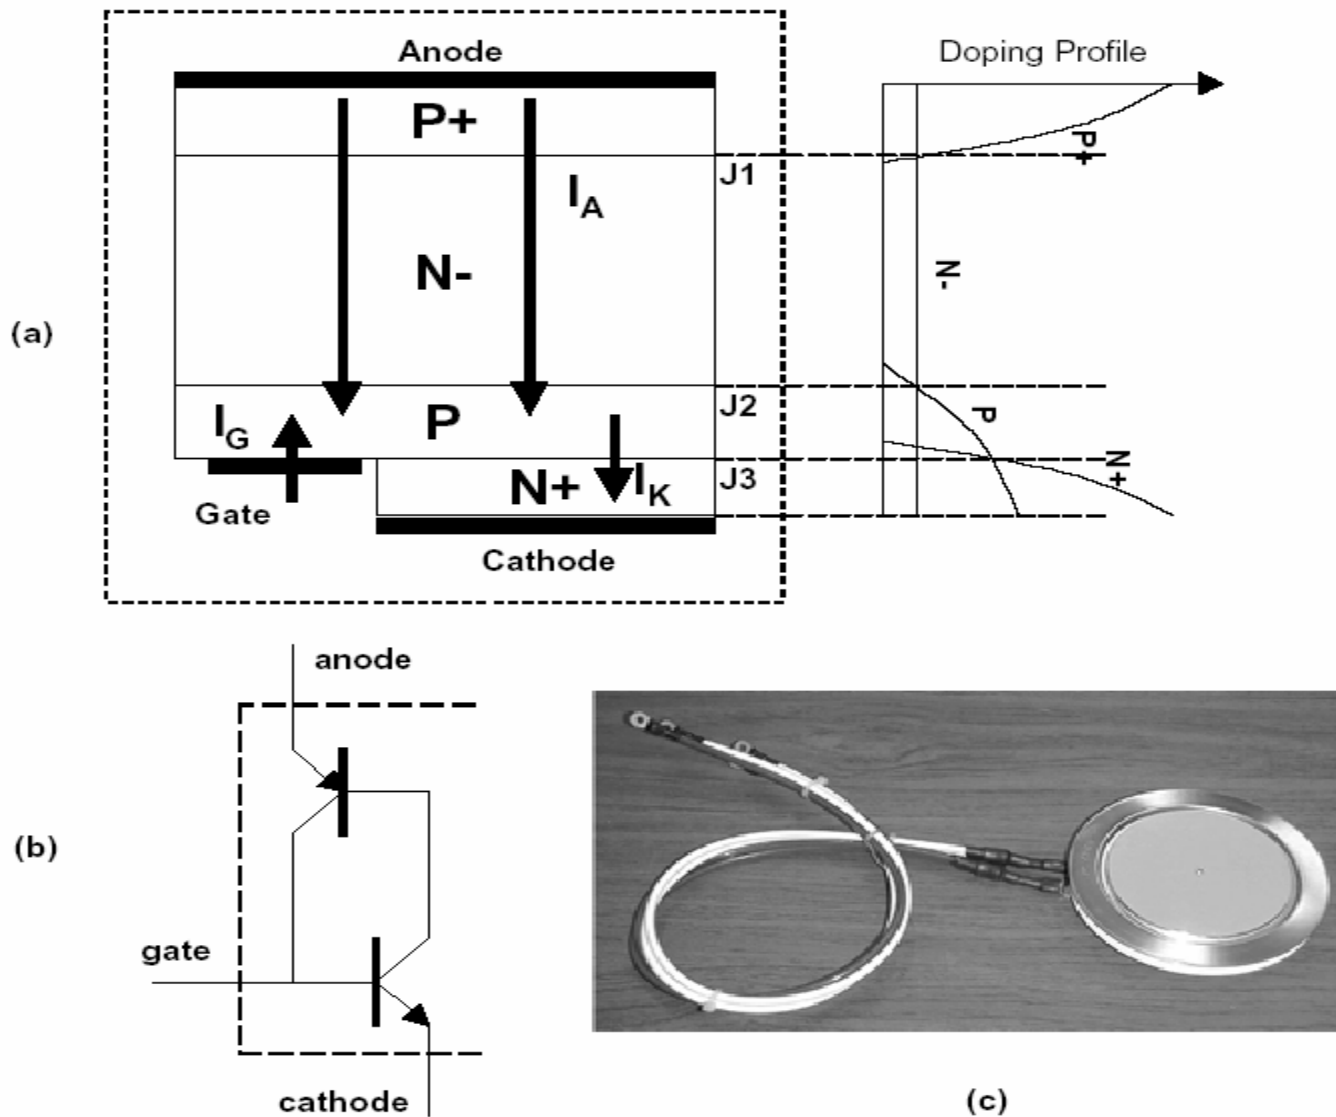 Anode
Doping Profile
P+
P+
J1
I_A
N-
N-
(a)
J2
I_G
P
P
J3
N+
I_K
N+
Gate
Cathode
anode
(b)
gate
cathode
(c)